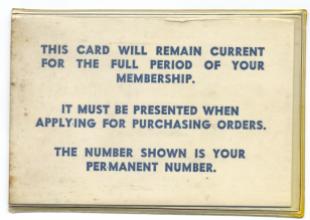 THIS CARD WILL REMAIN CURRENT
FOR THE FULL PERIOD OF YOUR
MEMBERSHIP.
IT MUST BE PRESENTED WHEN
APPLYING FOR PURCHASING ORDERS.
THE NUMBER SHOWN IS YOUR
PERMANENT NUMBER.